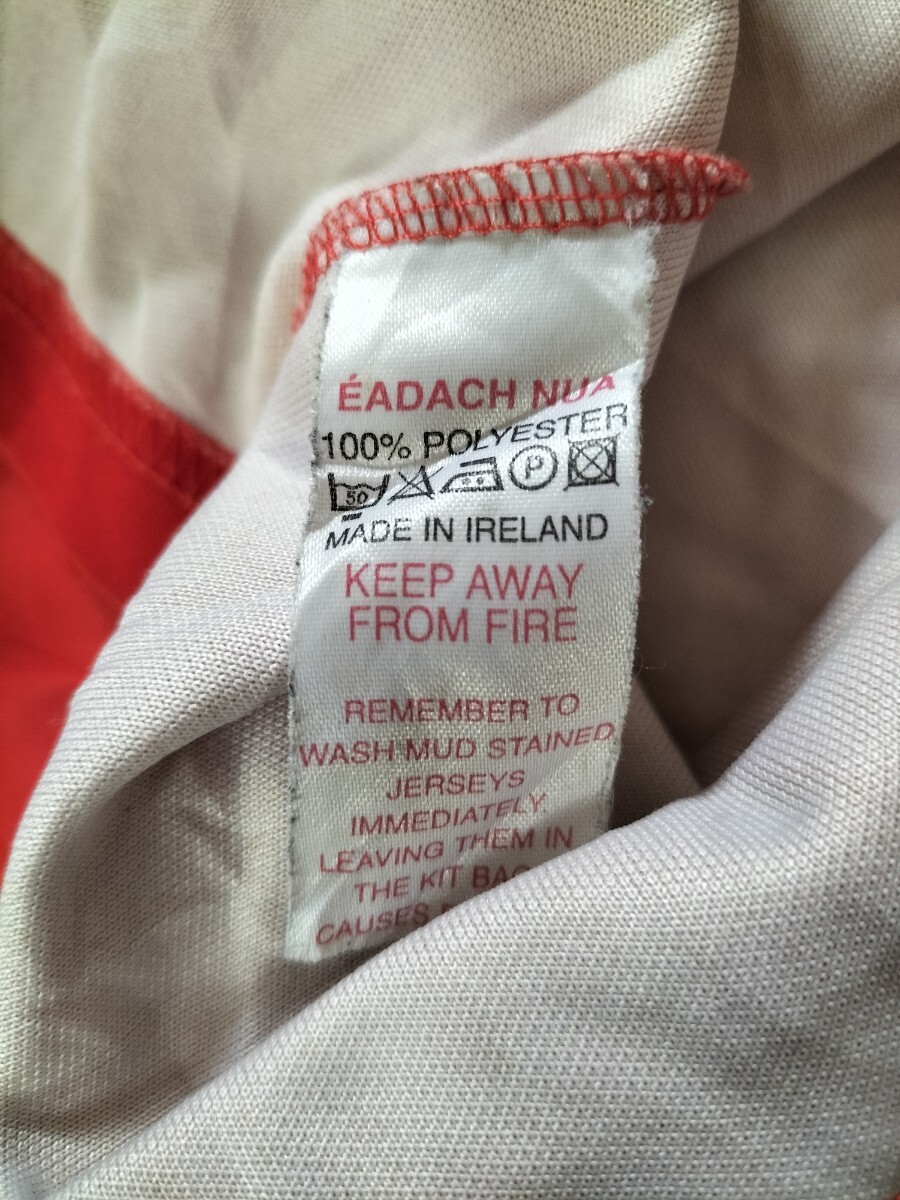 ÉADACH NUA
100% POLYESTER
50 P
MADE IN IRELAND
KEEP AWAY
FROM FIRE
REMEMBER TO
WASH MUD STAINED
JERSEYS
IMMEDIATELY
LEAVING THEM IN
THE KIT BAG
CAUSES